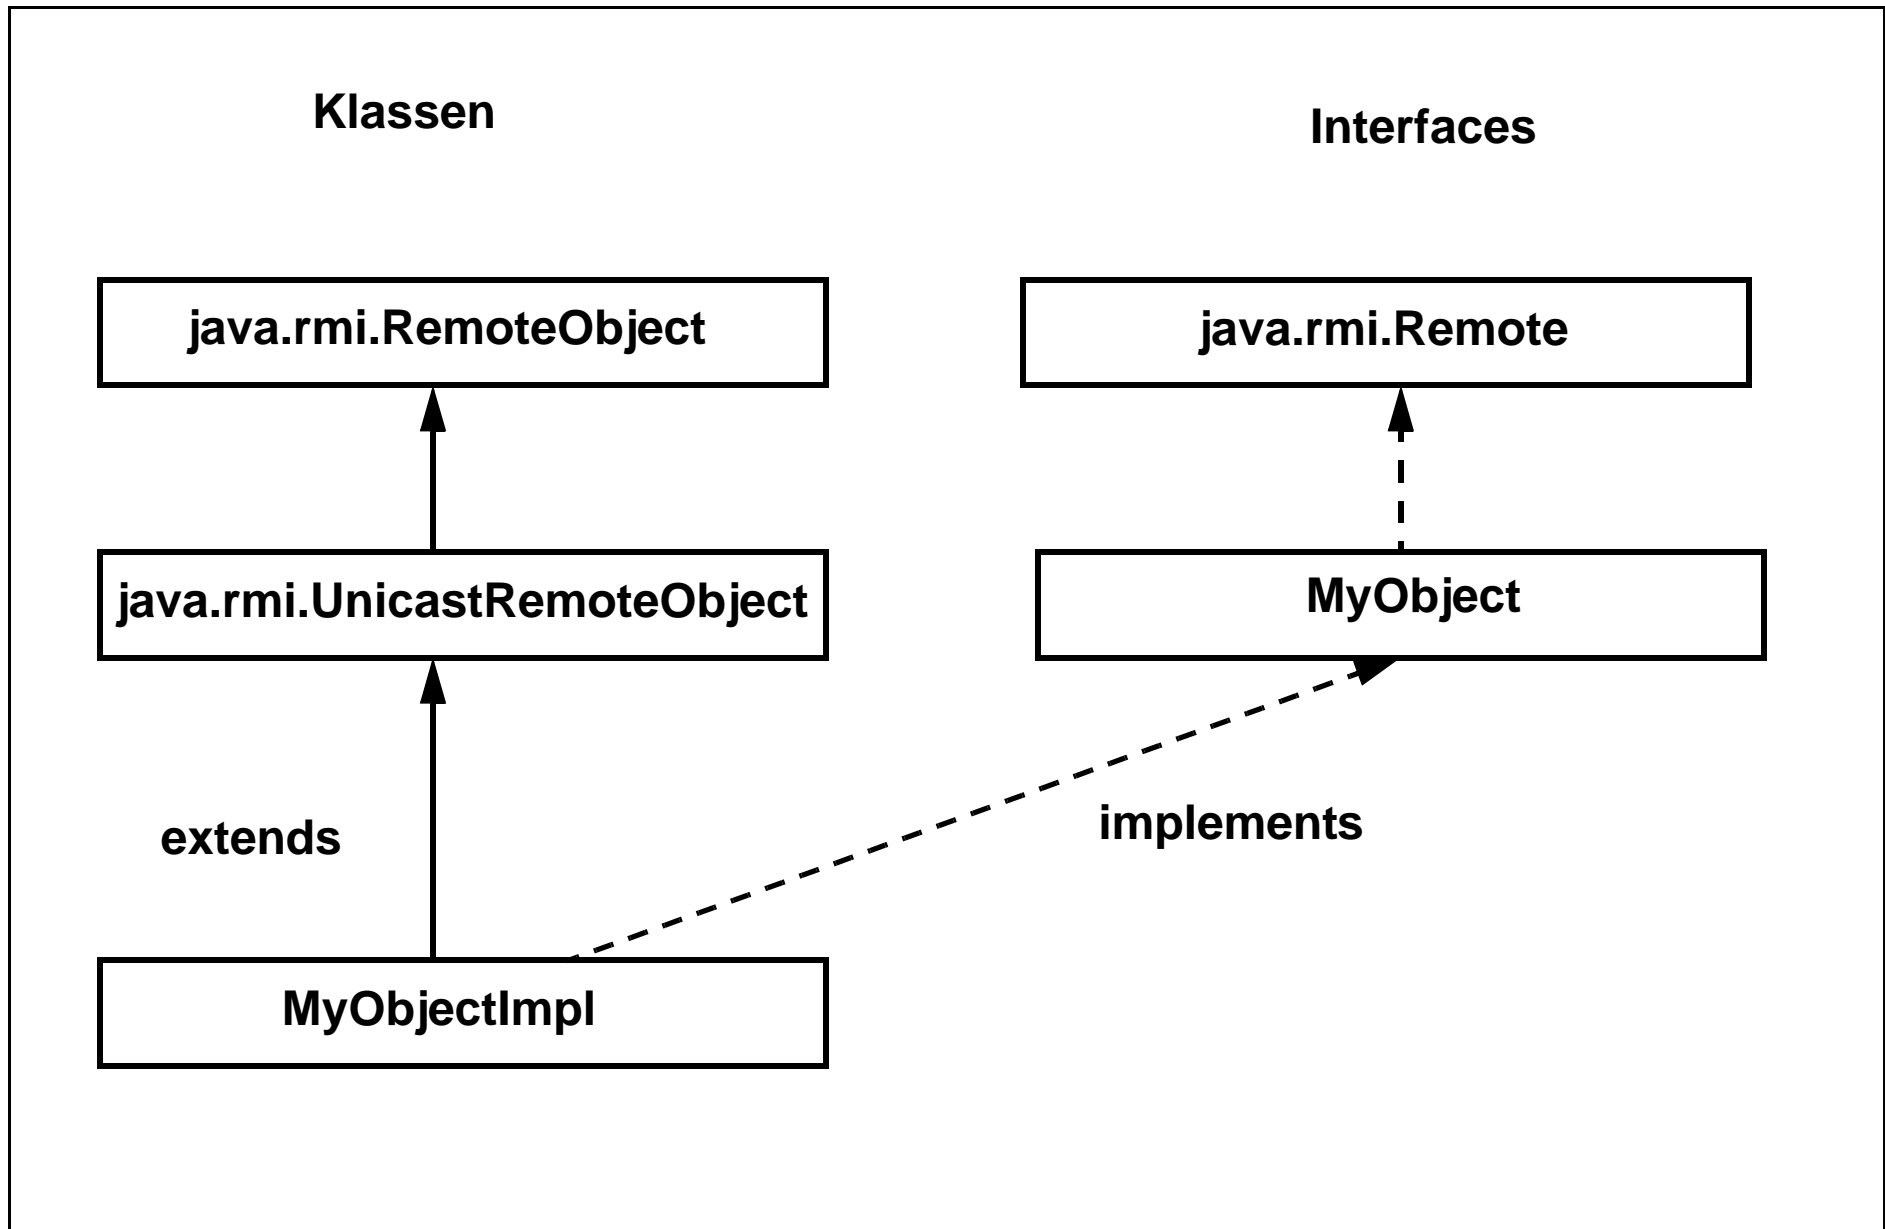 Klassen
Interfaces
java.rmi.RemoteObject
java.rmi.Remote
java.rmi.UnicastRemoteObject
MyObject
extends
implements
MyObjectImpl